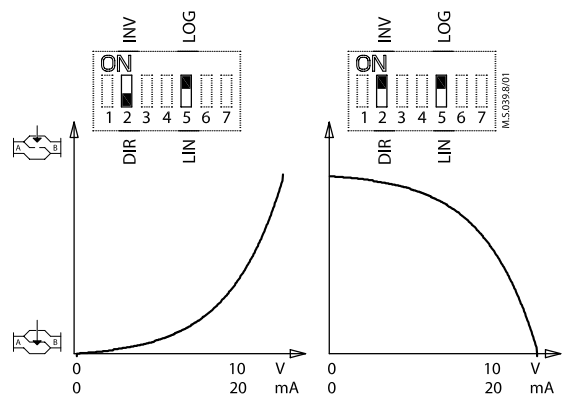 INV LOG INV LOG
ON ON
1 2 3 4 5 6 7 1 2 3 4 5 6 7
M.S.039.8/01
DIR LIN DIR LIN
A B
A B
0 10 V 0 10 V
0 20 mA 0 20 mA